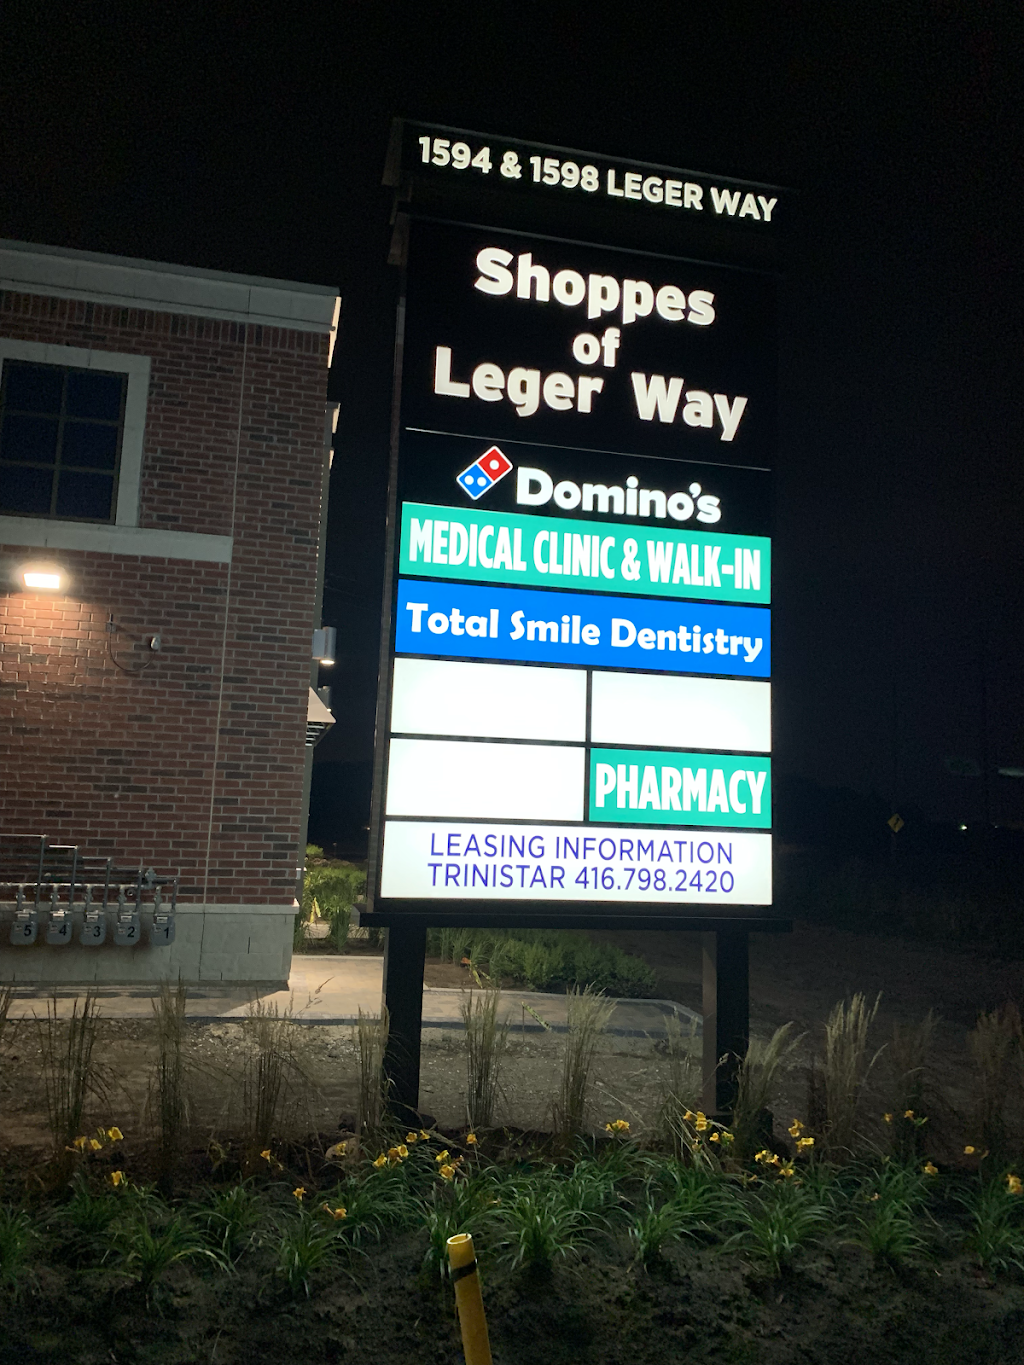 1594 & 1598 LEGER WAY
Shoppes
of
Leger Way
Domino's
MEDICAL CLINIC & WALK-IN
Total Smile Dentistry
PHARMACY
LEASING INFORMATION
TRINISTAR 416.798.2420
5 4 3 2 1